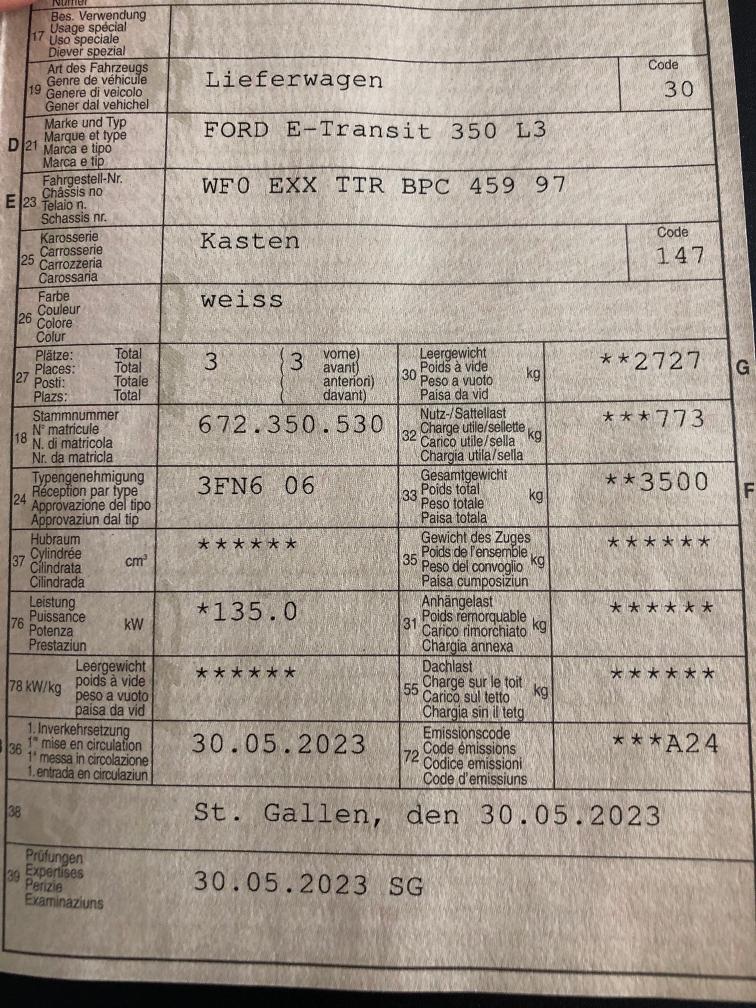 17
Bes. Verwendung
Usage spécial
Uso speciale
Diever spezial
19
Art des Fahrzeugs
Genre de véhicule
Genere di veicolo
Gener dal vehichel
Lieferwagen
Code
30
D
21
Marke und Typ
Marque et type
Marca e tipo
Marca e tip
FORD E-Transit 350 L3
E
23
Fahrgestell-Nr.
Châssis no
Telaio n.
Schassis nr.
WF0 EXX TTR BPC 459 97
25
Karosserie
Carrosserie
Carrozzeria
Carossaria
Kasten
Code
147
26
Farbe
Couleur
Colore
Colur
weiss
27
Plätze: Total
Places: Total
Posti: Totale
Plazs: Total
3
( 3
vorne)
avant)
anteriori)
davant)
30
Leergewicht
Poids à vide
Peso a vuoto
Paisa da vid
kg
**2727
G
18
Stammnummer
N° matricule
N. di matricola
Nr. da matricla
672.350.530
32
Nutz-/Sattellast
Charge utile/sellette
Carico utile/sella
Chargia utila/sella
kg
***773
24
Typengenehmigung
Réception par type
Approvazione del tipo
Approvaziun dal tip
3FN6 06
33
Gesamtgewicht
Poids total
Peso totale
Paisa totala
kg
**3500
F
37
Hubraum
Cylindrée
Cilindrata
Cilindrada
cm³
******
35
Gewicht des Zuges
Poids de l'ensemble
Peso del convoglio
Paisa cumposiziun
kg
******
76
Leistung
Puissance
Potenza
Prestaziun
kW
*135.0
31
Anhängelast
Poids remorquable
Carico rimorchiato
Chargia annexa
kg
******
78 kW/kg
Leergewicht
poids à vide
peso a vuoto
paisa da vid
******
55
Dachlast
Charge sur le toit
Carico sul tetto
Chargia sin il tetg
kg
******
36
1. Inverkehrsetzung
1re mise en circulation
1a messa in circolazione
1. entrada en circulaziun
30.05.2023
72
Emissionscode
Code émissions
Codice emissioni
Code d'emissiuns
***A24
38
St. Gallen, den 30.05.2023
39
Prüfungen
Expertises
Perizie
Examinaziuns
30.05.2023 SG